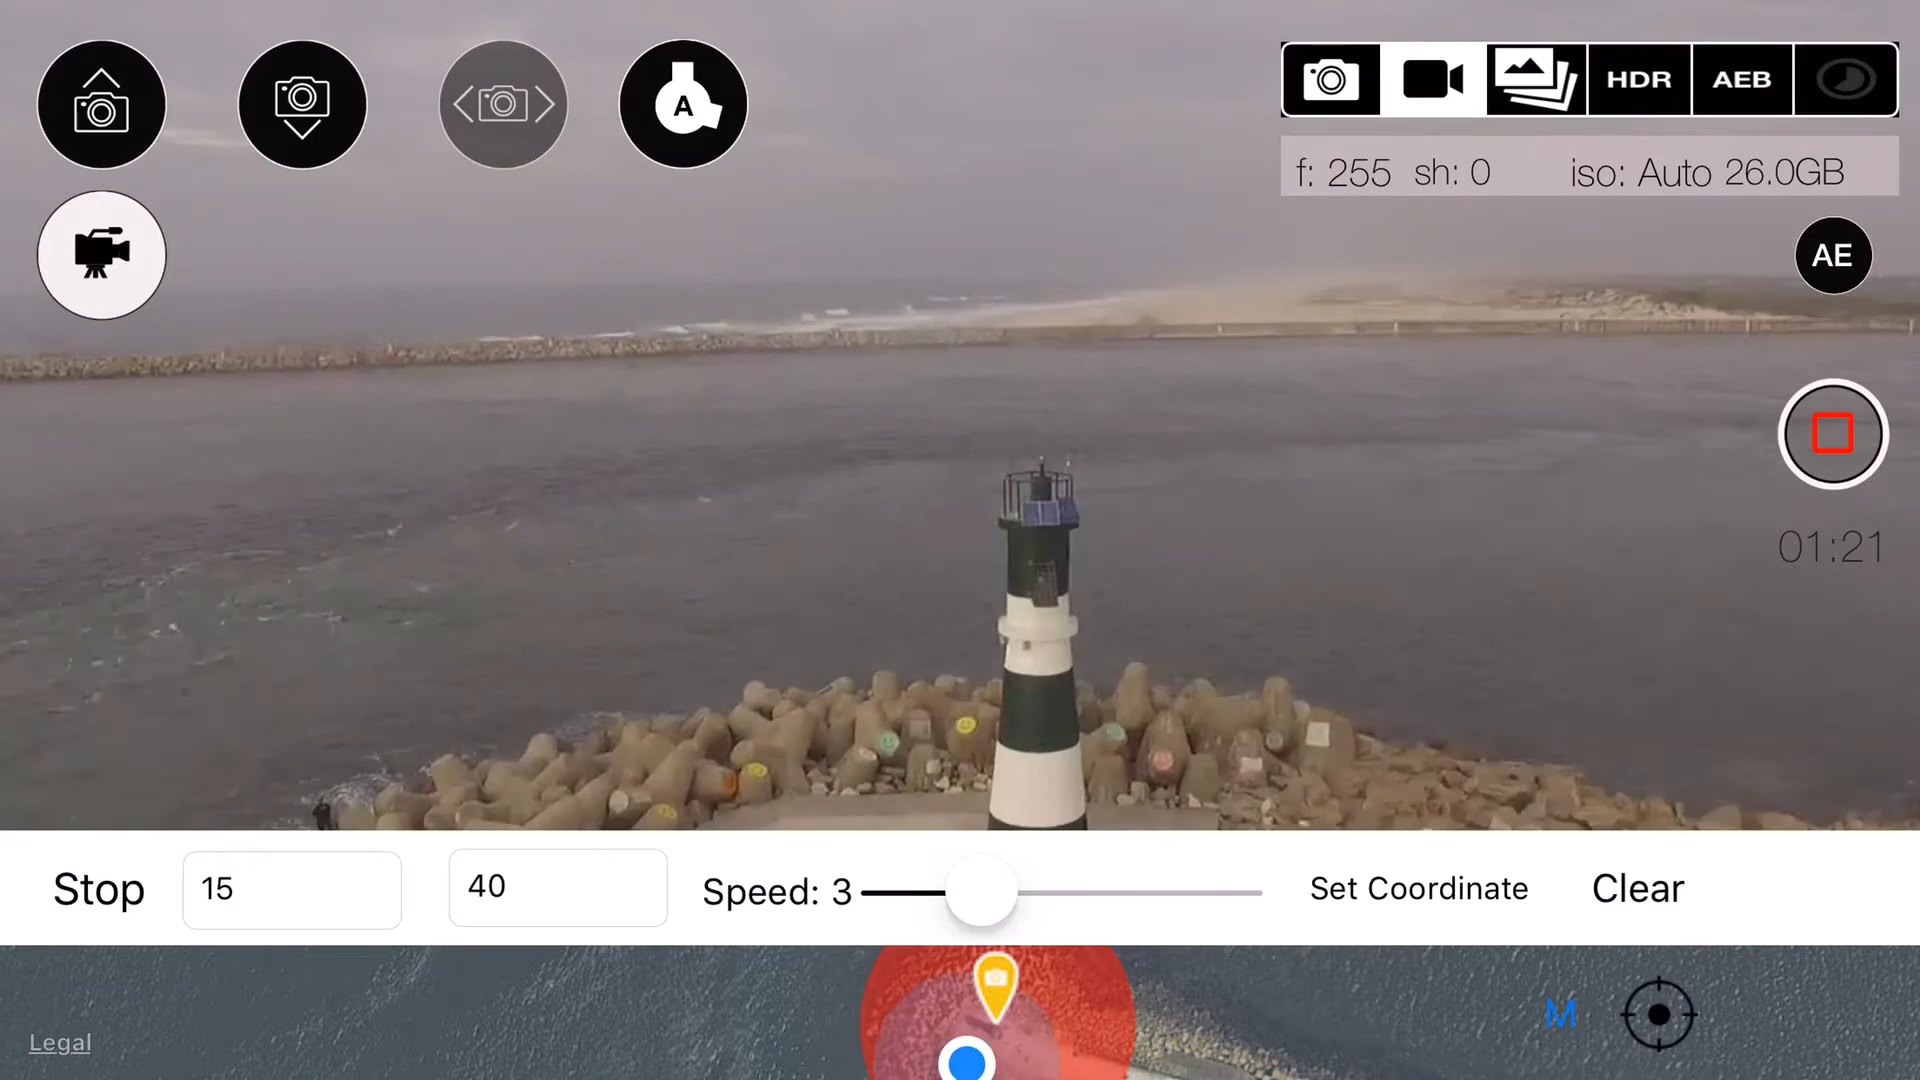 A
HDR
AEB
f: 255 sh: 0 iso: Auto 26.0GB
AE
01:21
Stop 15 40 Speed: 3 Set Coordinate Clear
M
Legal